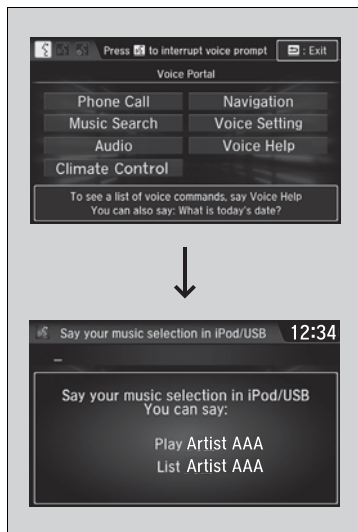 Press to interrupt voice prompt
: Exit
Voice Portal
Phone Call
Navigation
Music Search
Voice Setting
Audio
Voice Help
Climate Control
To see a list of voice commands, say Voice Help
You can also say: What is today's date?
Say your music selection in iPod/USB
12:34
Say your music selection in iPod/USB
You can say:
Play Artist AAA
List Artist AAA